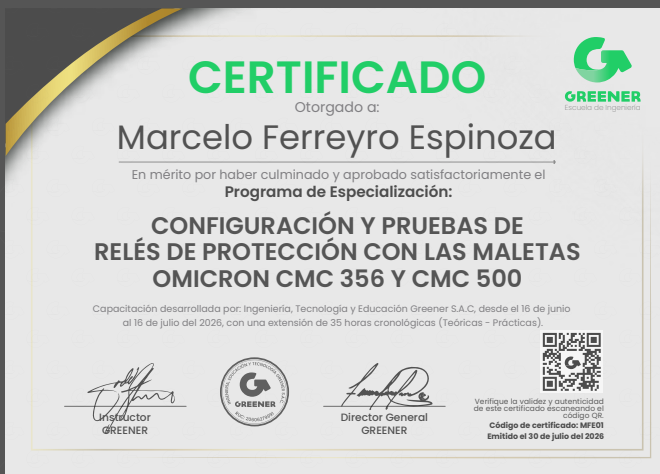 CERTIFICADO
GREENER
Escuela de Ingeniería
Otorgado a:
Marcelo Ferreyro Espinoza
En mérito por haber culminado y aprobado satisfactoriamente el
Programa de Especialización:
CONFIGURACIÓN Y PRUEBAS DE
RELÉS DE PROTECCIÓN CON LAS MALETAS
OMICRON CMC 356 Y CMC 500
Capacitación desarrollada por: Ingeniería, Tecnología y Educación Greener S.A.C, desde el 16 de junio
al 16 de julio del 2026, con una extensión de 35 horas cronológicas (Teóricas - Prácticas).
Instructor
GREENER
GREENER
Director General
GREENER
Verifique la validez y autenticidad
de este certificado escaneando el
código QR.
Código de certificado: MFE01
Emitido el 30 de julio del 2026